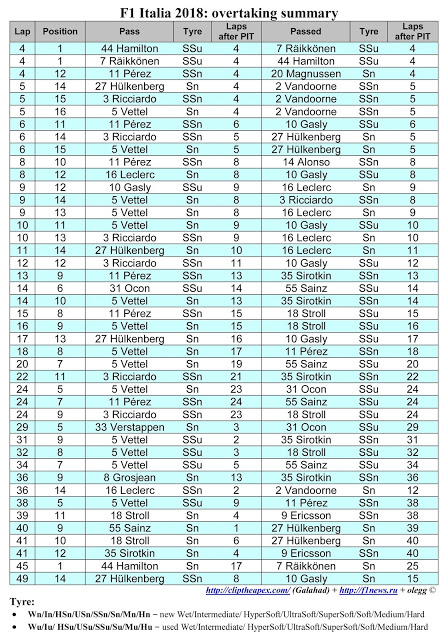 F1 Italia 2018: overtaking summary
Lap Position Pass Tyre Laps after PIT Passed Tyre Laps after PIT
4 1 44 Hamilton SSu 4 7 Räikkönen SSu 4
4 1 7 Räikkönen SSu 4 44 Hamilton SSu 4
4 12 11 Pérez SSn 4 20 Magnussen Sn 4
5 14 27 Hülkenberg Sn 4 2 Vandoorne SSn 5
5 15 3 Ricciardo SSn 4 2 Vandoorne SSn 5
5 16 5 Vettel Sn 4 2 Vandoorne SSn 5
6 11 11 Pérez SSn 6 10 Gasly SSu 6
6 14 3 Ricciardo SSn 5 27 Hülkenberg Sn 5
6 15 5 Vettel Sn 5 27 Hülkenberg Sn 5
8 10 11 Pérez SSn 8 14 Alonso SSn 8
8 12 16 Leclerc Sn 8 10 Gasly SSu 8
9 12 10 Gasly SSu 9 16 Leclerc Sn 9
9 14 5 Vettel Sn 8 3 Ricciardo SSn 8
9 13 5 Vettel Sn 8 16 Leclerc Sn 9
10 11 5 Vettel Sn 9 10 Gasly SSu 10
10 13 3 Ricciardo SSn 9 16 Leclerc Sn 10
11 14 27 Hülkenberg Sn 10 16 Leclerc Sn 11
12 12 3 Ricciardo SSn 11 10 Gasly SSu 12
13 9 11 Pérez SSn 13 35 Sirotkin SSn 13
14 6 31 Ocon SSu 14 55 Sainz SSu 14
14 10 5 Vettel Sn 13 35 Sirotkin SSn 14
15 8 11 Pérez SSn 15 18 Stroll SSu 15
16 9 5 Vettel Sn 15 18 Stroll SSu 16
17 13 27 Hülkenberg Sn 16 10 Gasly SSu 17
18 8 5 Vettel Sn 17 11 Pérez SSn 18
20 7 5 Vettel Sn 19 55 Sainz SSu 20
22 11 3 Ricciardo SSn 21 35 Sirotkin SSn 22
24 5 5 Vettel Sn 23 31 Ocon SSu 24
24 7 11 Pérez SSn 24 55 Sainz SSu 24
24 9 3 Ricciardo SSn 23 18 Stroll SSu 24
29 5 33 Verstappen Sn 3 31 Ocon SSu 29
31 9 5 Vettel SSu 2 35 Sirotkin SSn 31
32 8 5 Vettel SSu 3 18 Stroll SSu 32
34 7 5 Vettel SSu 5 55 Sainz SSu 34
36 9 8 Grosjean Sn 13 35 Sirotkin SSn 36
36 14 16 Leclerc SSn 2 2 Vandoorne Sn 12
38 5 5 Vettel SSu 9 11 Pérez SSn 38
39 11 18 Stroll Sn 4 9 Ericsson SSn 39
40 9 55 Sainz Sn 1 27 Hülkenberg Sn 39
41 10 18 Stroll Sn 6 27 Hülkenberg Sn 40
41 12 35 Sirotkin Sn 4 9 Ericsson SSn 40
45 1 44 Hamilton Sn 17 7 Räikkönen Sn 25
49 14 27 Hülkenberg SSn 8 10 Gasly Sn 15
http://cliptheapex.com/ (Galahad) + http://f1news.ru + olegg ©
Tyre:
• Wn/In/HSn/USn/SSn/Sn/Mn/Hn – new Wet/Intermediate/ HyperSoft/UltraSoft/SuperSoft/Soft/Medium/Hard
• Wu/Iu/ HSu/USu/SSu/Su/Mu/Hu – used Wet/Intermediate/ HyperSoft/UltraSoft/SuperSoft/Soft/Medium/Hard